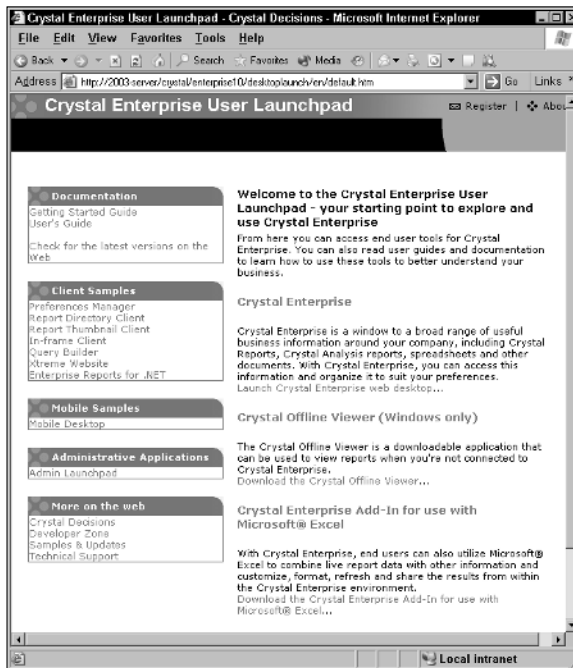 Crystal Enterprise User Launchpad - Crystal Decisions - Microsoft Internet Explorer
File Edit View Favorites Tools Help
Back Search Favorites Media
Address http://2003-server/crystal/enterprise10/desktoplaunch/en/default.htm Go Links
Crystal Enterprise User Launchpad
Register | Abou
Documentation
Getting Started Guide
User's Guide
Check for the latest versions on the
Web
Client Samples
Preferences Manager
Report Directory Client
Report Thumbnail Client
In-frame Client
Query Builder
Xtreme Website
Enterprise Reports for .NET
Mobile Samples
Mobile Desktop
Administrative Applications
Admin Launchpad
More on the web
Crystal Decisions
Developer Zone
Samples & Updates
Technical Support
Welcome to the Crystal Enterprise User
Launchpad - your starting point to explore and
use Crystal Enterprise
From here you can access end user tools for Crystal
Enterprise. You can also read user guides and documentation
to learn how to use these tools to better understand your
business.
Crystal Enterprise
Crystal Enterprise is a window to a broad range of useful
business information around your company, including Crystal
Reports, Crystal Analysis reports, spreadsheets and other
documents. With Crystal Enterprise, you can access this
information and organize it to suit your preferences.
Launch Crystal Enterprise web desktop...
Crystal Offline Viewer (Windows only)
The Crystal Offline Viewer is a downloadable application that
can be used to view reports when you're not connected to
Crystal Enterprise.
Download the Crystal Offline Viewer...
Crystal Enterprise Add-In for use with
Microsoft® Excel
With Crystal Enterprise, end users can also utilize Microsoft®
Excel to combine live report data with other information and
customize, format, refresh and share the results from within
the Crystal Enterprise environment.
Download the Crystal Enterprise Add-In for use with
Microsoft® Excel...
Local intranet